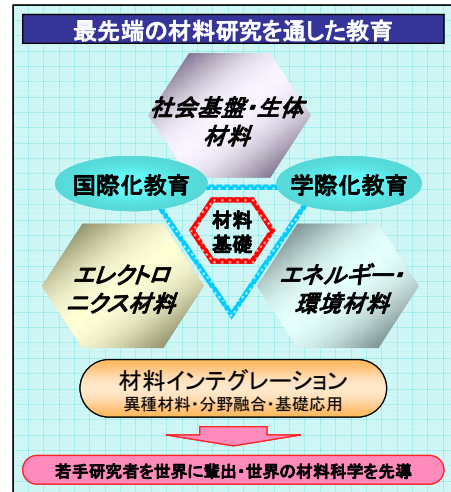 最先端の材料研究を通した教育
社会基盤・生体
材料
国際化教育
学際化教育
材料
基礎
エレクトロ
ニクス材料
エネルギー・
環境材料
材料インテグレーション
異種材料・分野融合・基礎応用
若手研究者を世界に輩出・世界の材料科学を先導